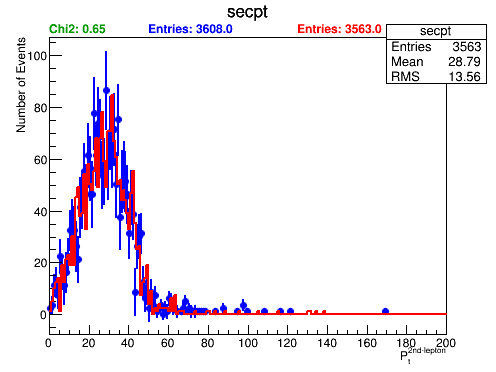 secpt
Chi2: 0.65 Entries: 3608.0 Entries: 3563.0
secpt
Entries 3563
Mean 28.79
RMS 13.56
Number of Events
100
80
60
40
20
0
0 20 40 60 80 100 120 140 160 180 200
P_t^2nd-lepton